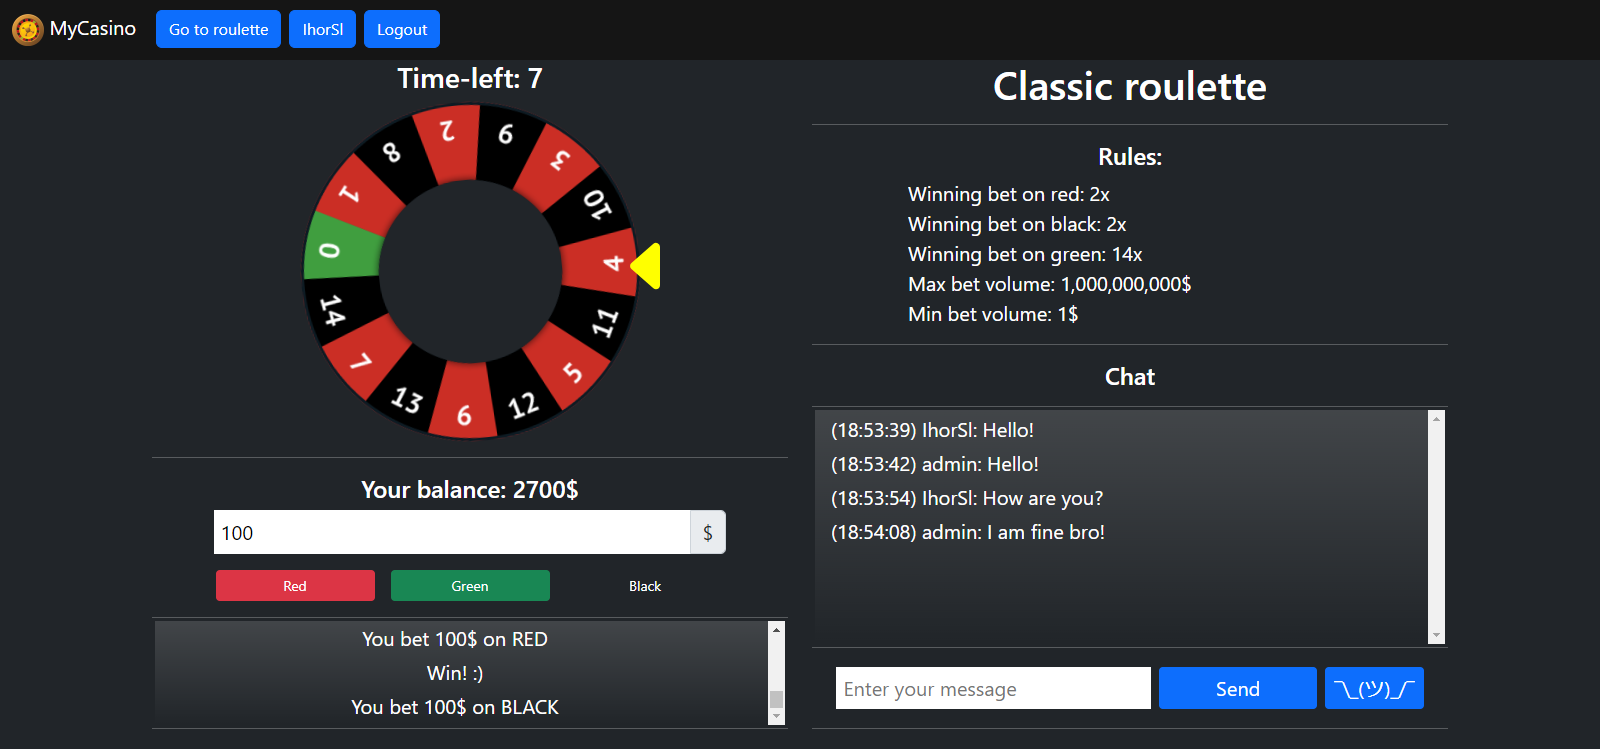 MyCasino
Go to roulette
IhorSl
Logout
Time-left: 7
2
9
3
10
4
11
5
12
6
13
7
14
0
1
8
Your balance: 2700$
100
$
Red
Green
Black
You bet 100$ on RED
Win! :)
You bet 100$ on BLACK
Classic roulette
Rules:
Winning bet on red: 2x
Winning bet on black: 2x
Winning bet on green: 14x
Max bet volume: 1,000,000,000$
Min bet volume: 1$
Chat
(18:53:39) IhorSl: Hello!
(18:53:42) admin: Hello!
(18:53:54) IhorSl: How are you?
(18:54:08) admin: I am fine bro!
Enter your message
Send
¯\_(ツ)_/¯